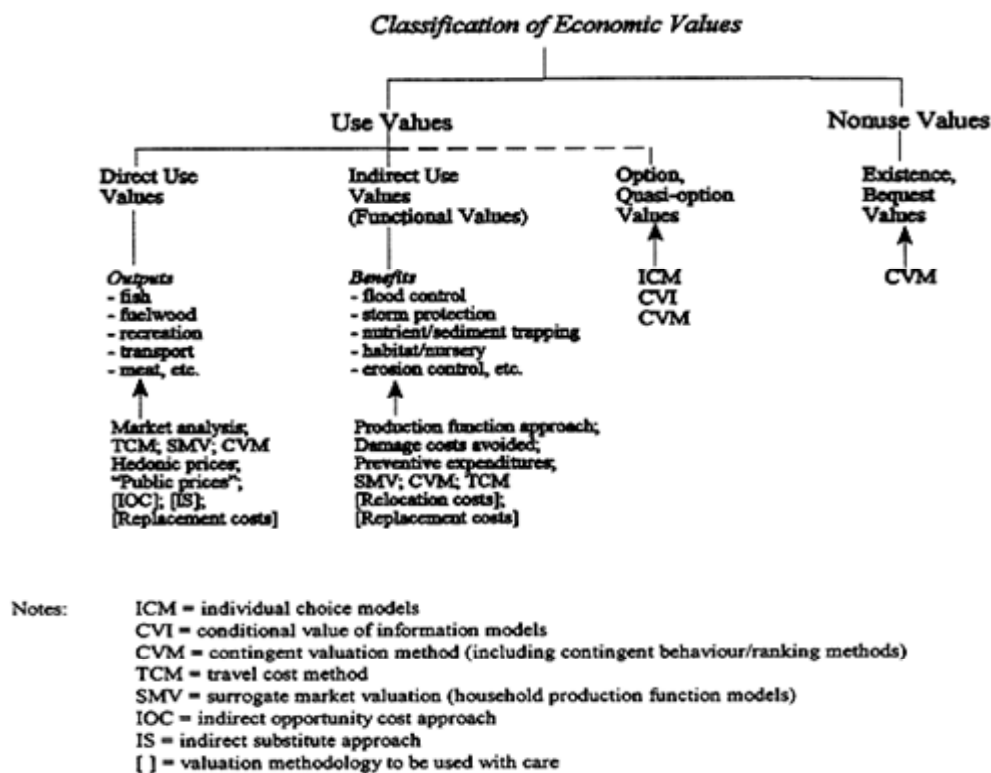 Classification of Economic Values
Use Values
Nonuse Values
Direct Use
Values
Indirect Use
Values
(Functional Values)
Option,
Quasi-option
Values
Existence,
Bequest
Values
Outputs
- fish
- fuelwood
- recreation
- transport
- meat, etc.
Benefits
- flood control
- storm protection
- nutrient/sediment trapping
- habitat/nursery
- erosion control, etc.
ICM
CVI
CVM
CVM
Market analysis;
TCM; SMV; CVM
Hedonic prices;
"Public prices";
[IOC]; [IS];
[Replacement costs]
Production function approach;
Damage costs avoided;
Preventive expenditures;
SMV; CVM; TCM
[Relocation costs];
[Replacement costs]
Notes:
ICM = individual choice models
CVI = conditional value of information models
CVM = contingent valuation method (including contingent behaviour/ranking methods)
TCM = travel cost method
SMV = surrogate market valuation (household production function models)
IOC = indirect opportunity cost approach
IS = indirect substitute approach
[ ] = valuation methodology to be used with care